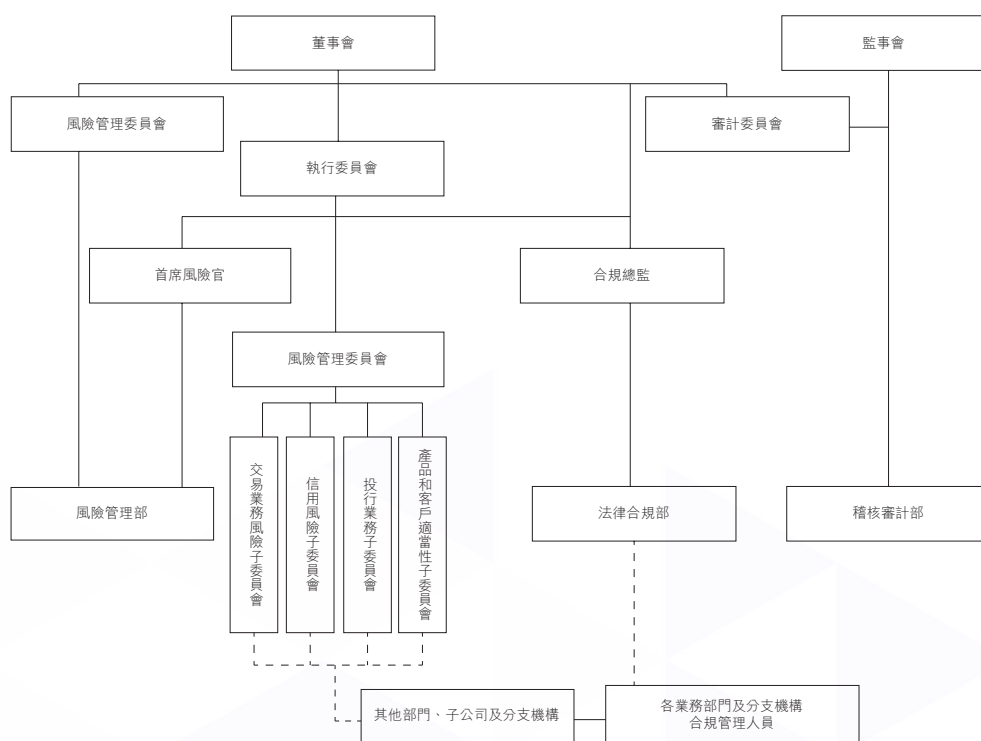 董事會
監事會
風險管理委員會
審計委員會
執行委員會
首席風險官
合規總監
風險管理委員會
交易業務風險子委員會
信用風險子委員會
投行業務子委員會
產品和客戶適當性子委員會
風險管理部
法律合規部
稽核審計部
其他部門、子公司及分支機構
各業務部門及分支機構
合規管理人員